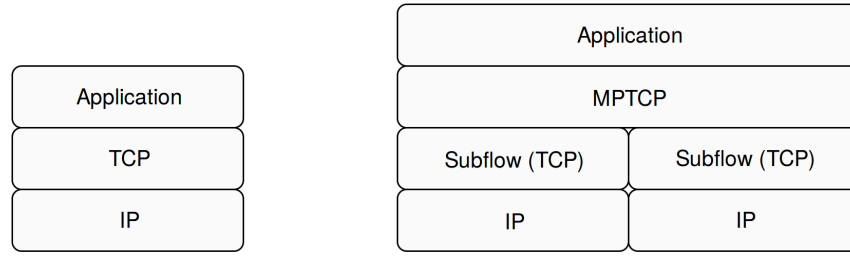 Application
TCP
IP
Application
MPTCP
Subflow (TCP)
Subflow (TCP)
IP
IP